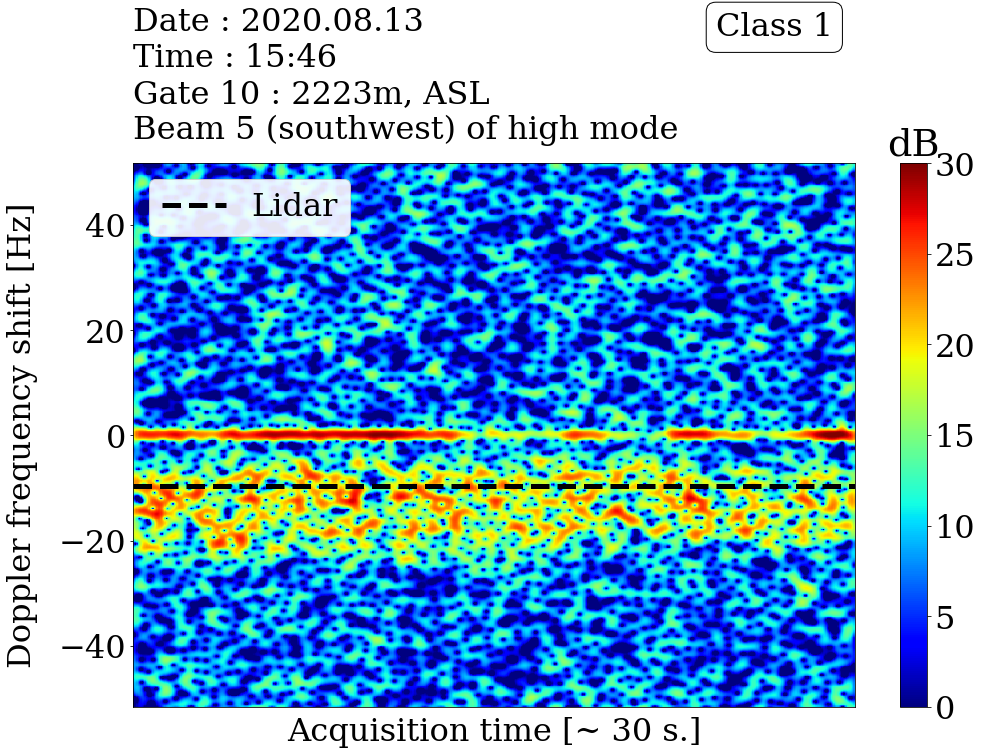 Date : 2020.08.13
Time : 15:46
Gate 10 : 2223m, ASL
Beam 5 (southwest) of high mode
Class 1
dB
Lidar
Doppler frequency shift [Hz]
40
20
0
−20
−40
30
25
20
15
10
5
0
Acquisition time [~ 30 s.]